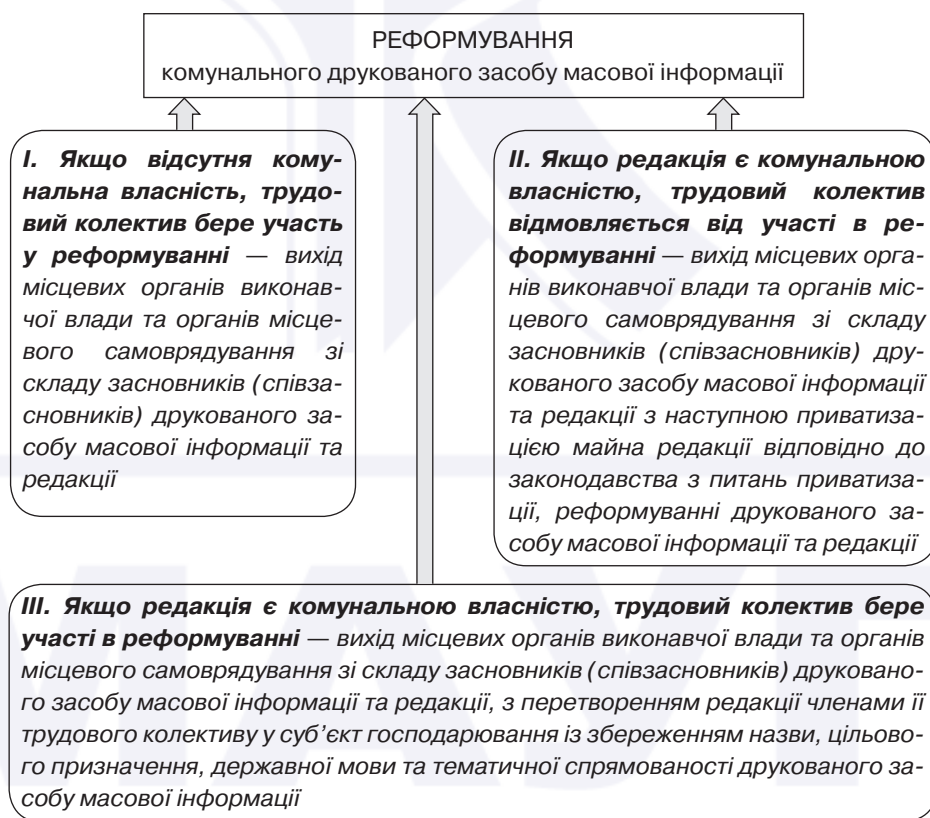 РЕФОРМУВАННЯ
комунального друкованого засобу масової інформації
І. Якщо відсутня кому-
нальна власність, трудо-
вий колектив бере участь
у реформуванні — вихід
місцевих органів виконав-
чої влади та органів місце-
вого самоврядування зі
складу засновників (співза-
сновників) друкованого за-
собу масової інформації та
редакції
ІІ. Якщо редакція є комунальною
власністю, трудовий колектив
відмовляється від участі в ре-
формуванні — вихід місцевих орга-
нів виконавчої влади та органів міс-
цевого самоврядування зі складу
засновників (співзасновників) дру-
кованого засобу масової інформації
та редакції з наступною приватиза-
цією майна редакції відповідно до
законодавства з питань приватиза-
ції, реформуванні друкованого за-
собу масової інформації та редакції
ІІІ. Якщо редакція є комунальною власністю, трудовий колектив бере
участі в реформуванні — вихід місцевих органів виконавчої влади та органів
місцевого самоврядування зі складу засновників (співзасновників) друковано-
го засобу масової інформації та редакції, з перетворенням редакції членами її
трудового колективу у суб’єкт господарювання із збереженням назви, цільово-
го призначення, державної мови та тематичної спрямованості друкованого за-
собу масової інформації